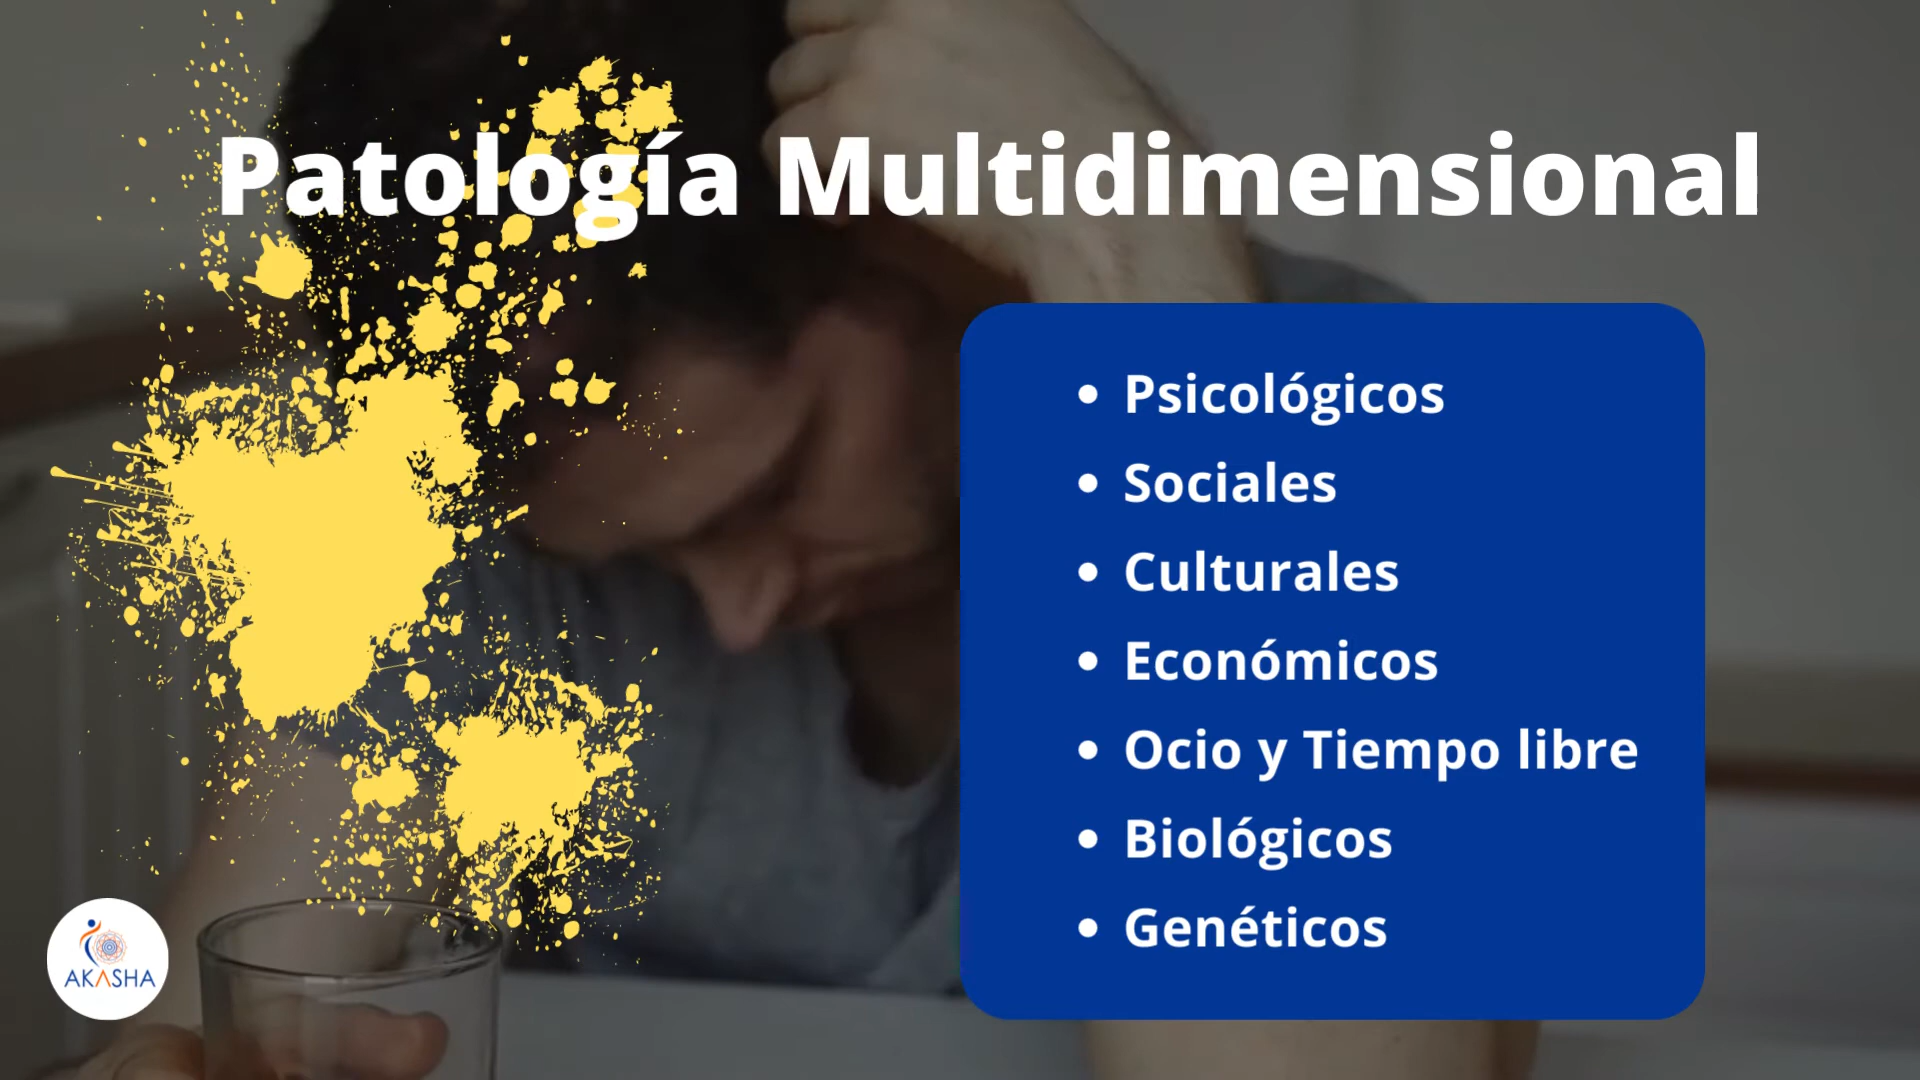 Patología Multidimensional
• Psicológicos
• Sociales
• Culturales
• Económicos
• Ocio y Tiempo libre
• Biológicos
• Genéticos
AKASHA